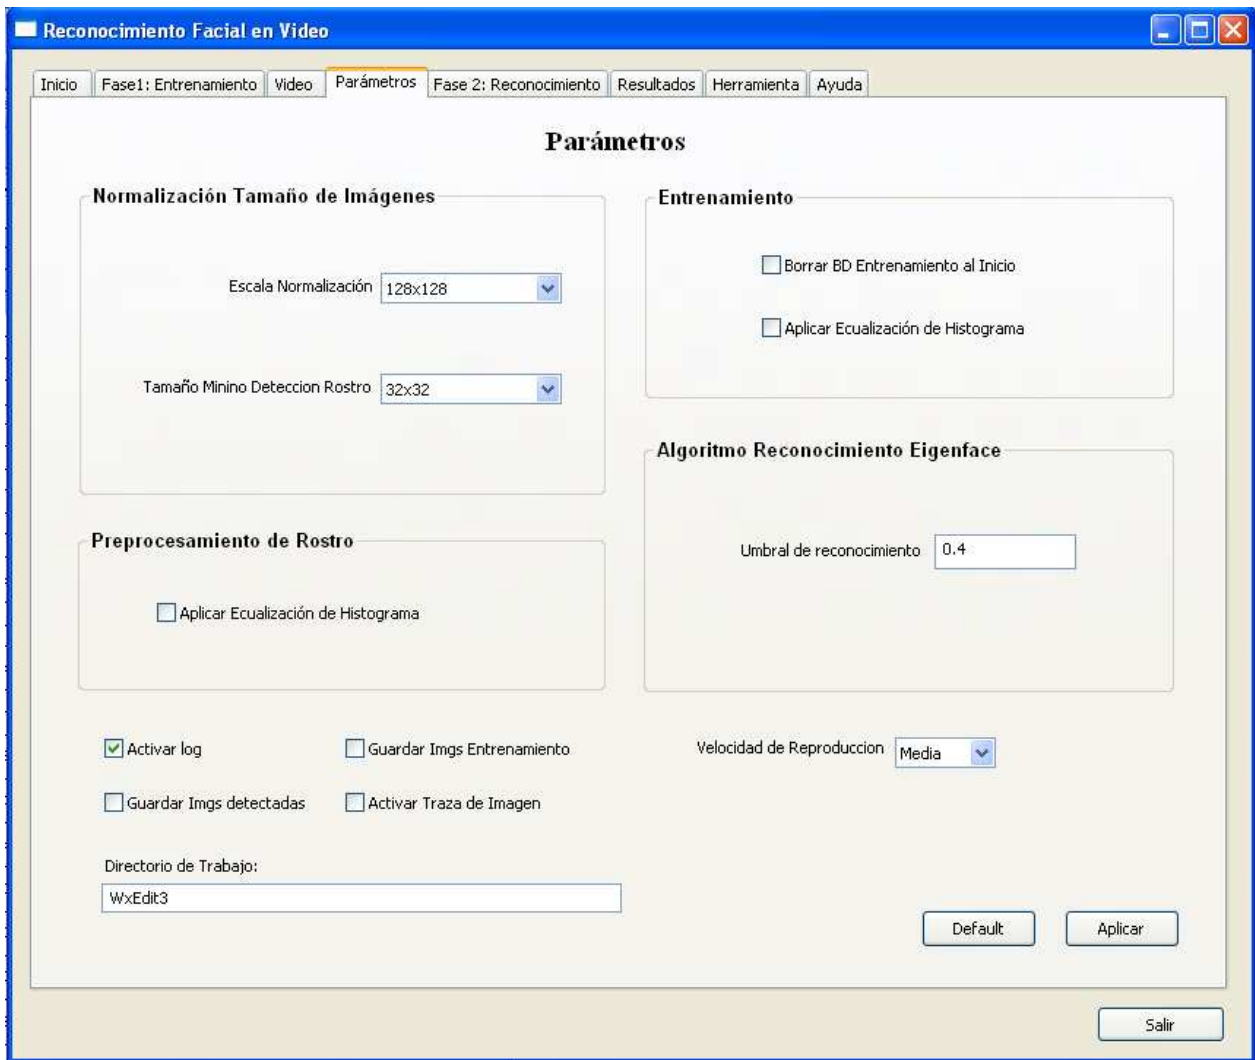 Reconocimiento Facial en Video
Inicio Fase1: Entrenamiento Video Parámetros Fase 2: Reconocimiento Resultados Herramienta Ayuda
Parámetros
Normalización Tamaño de Imágenes
Escala Normalización 128x128
Tamaño Minino Deteccion Rostro 32x32
Entrenamiento
Borrar BD Entrenamiento al Inicio
Aplicar Ecualización de Histograma
Algoritmo Reconocimiento Eigenface
Umbral de reconocimiento 0.4
Preprocesamiento de Rostro
Aplicar Ecualización de Histograma
Activar log Guardar Imgs Entrenamiento
Guardar Imgs detectadas Activar Traza de Imagen
Velocidad de Reproduccion Media
Directorio de Trabajo:
WxEdit3
Default Aplicar
Salir